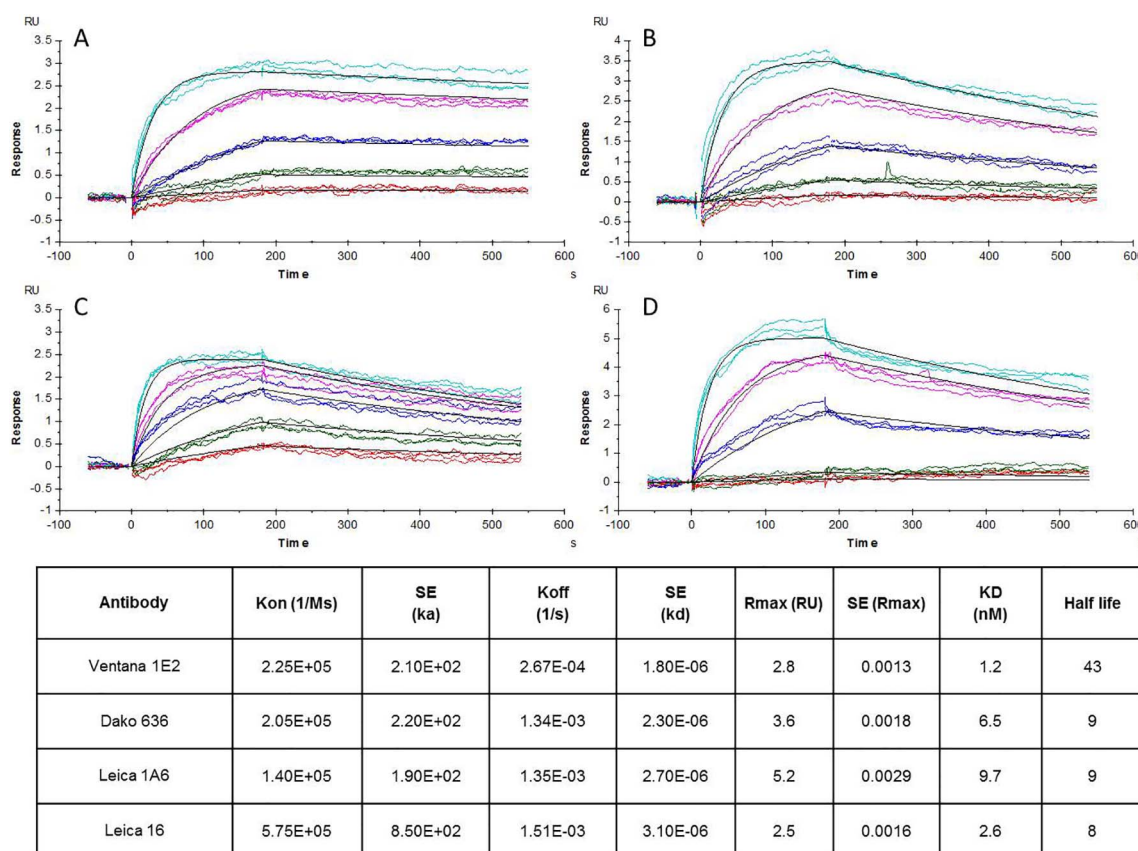 RU
A
3.5
3
2.5
2
1.5
1
0.5
0
-0.5
-1
Response
-100 0 100 200 300 400 500 600
Time s
RU
B
4
3.5
3
2.5
2
1.5
1
0.5
0
-0.5
-1
Response
-100 0 100 200 300 400 500 600
Time
RU
C
3.5
3
2.5
2
1.5
1
0.5
0
-0.5
-1
Response
-100 0 100 200 300 400 500 600
Time s
RU
D
6
5
4
3
2
1
0
-1
Response
-100 0 100 200 300 400 500 600
Time
Antibody Kon (1/Ms) SE (ka) Koff (1/s) SE (kd) Rmax (RU) SE (Rmax) KD (nM) Half life
Ventana 1E2 2.25E+05 2.10E+02 2.67E-04 1.80E-06 2.8 0.0013 1.2 43
Dako 636 2.05E+05 2.20E+02 1.34E-03 2.30E-06 3.6 0.0018 6.5 9
Leica 1A6 1.40E+05 1.90E+02 1.35E-03 2.70E-06 5.2 0.0029 9.7 9
Leica 16 5.75E+05 8.50E+02 1.51E-03 3.10E-06 2.5 0.0016 2.6 8